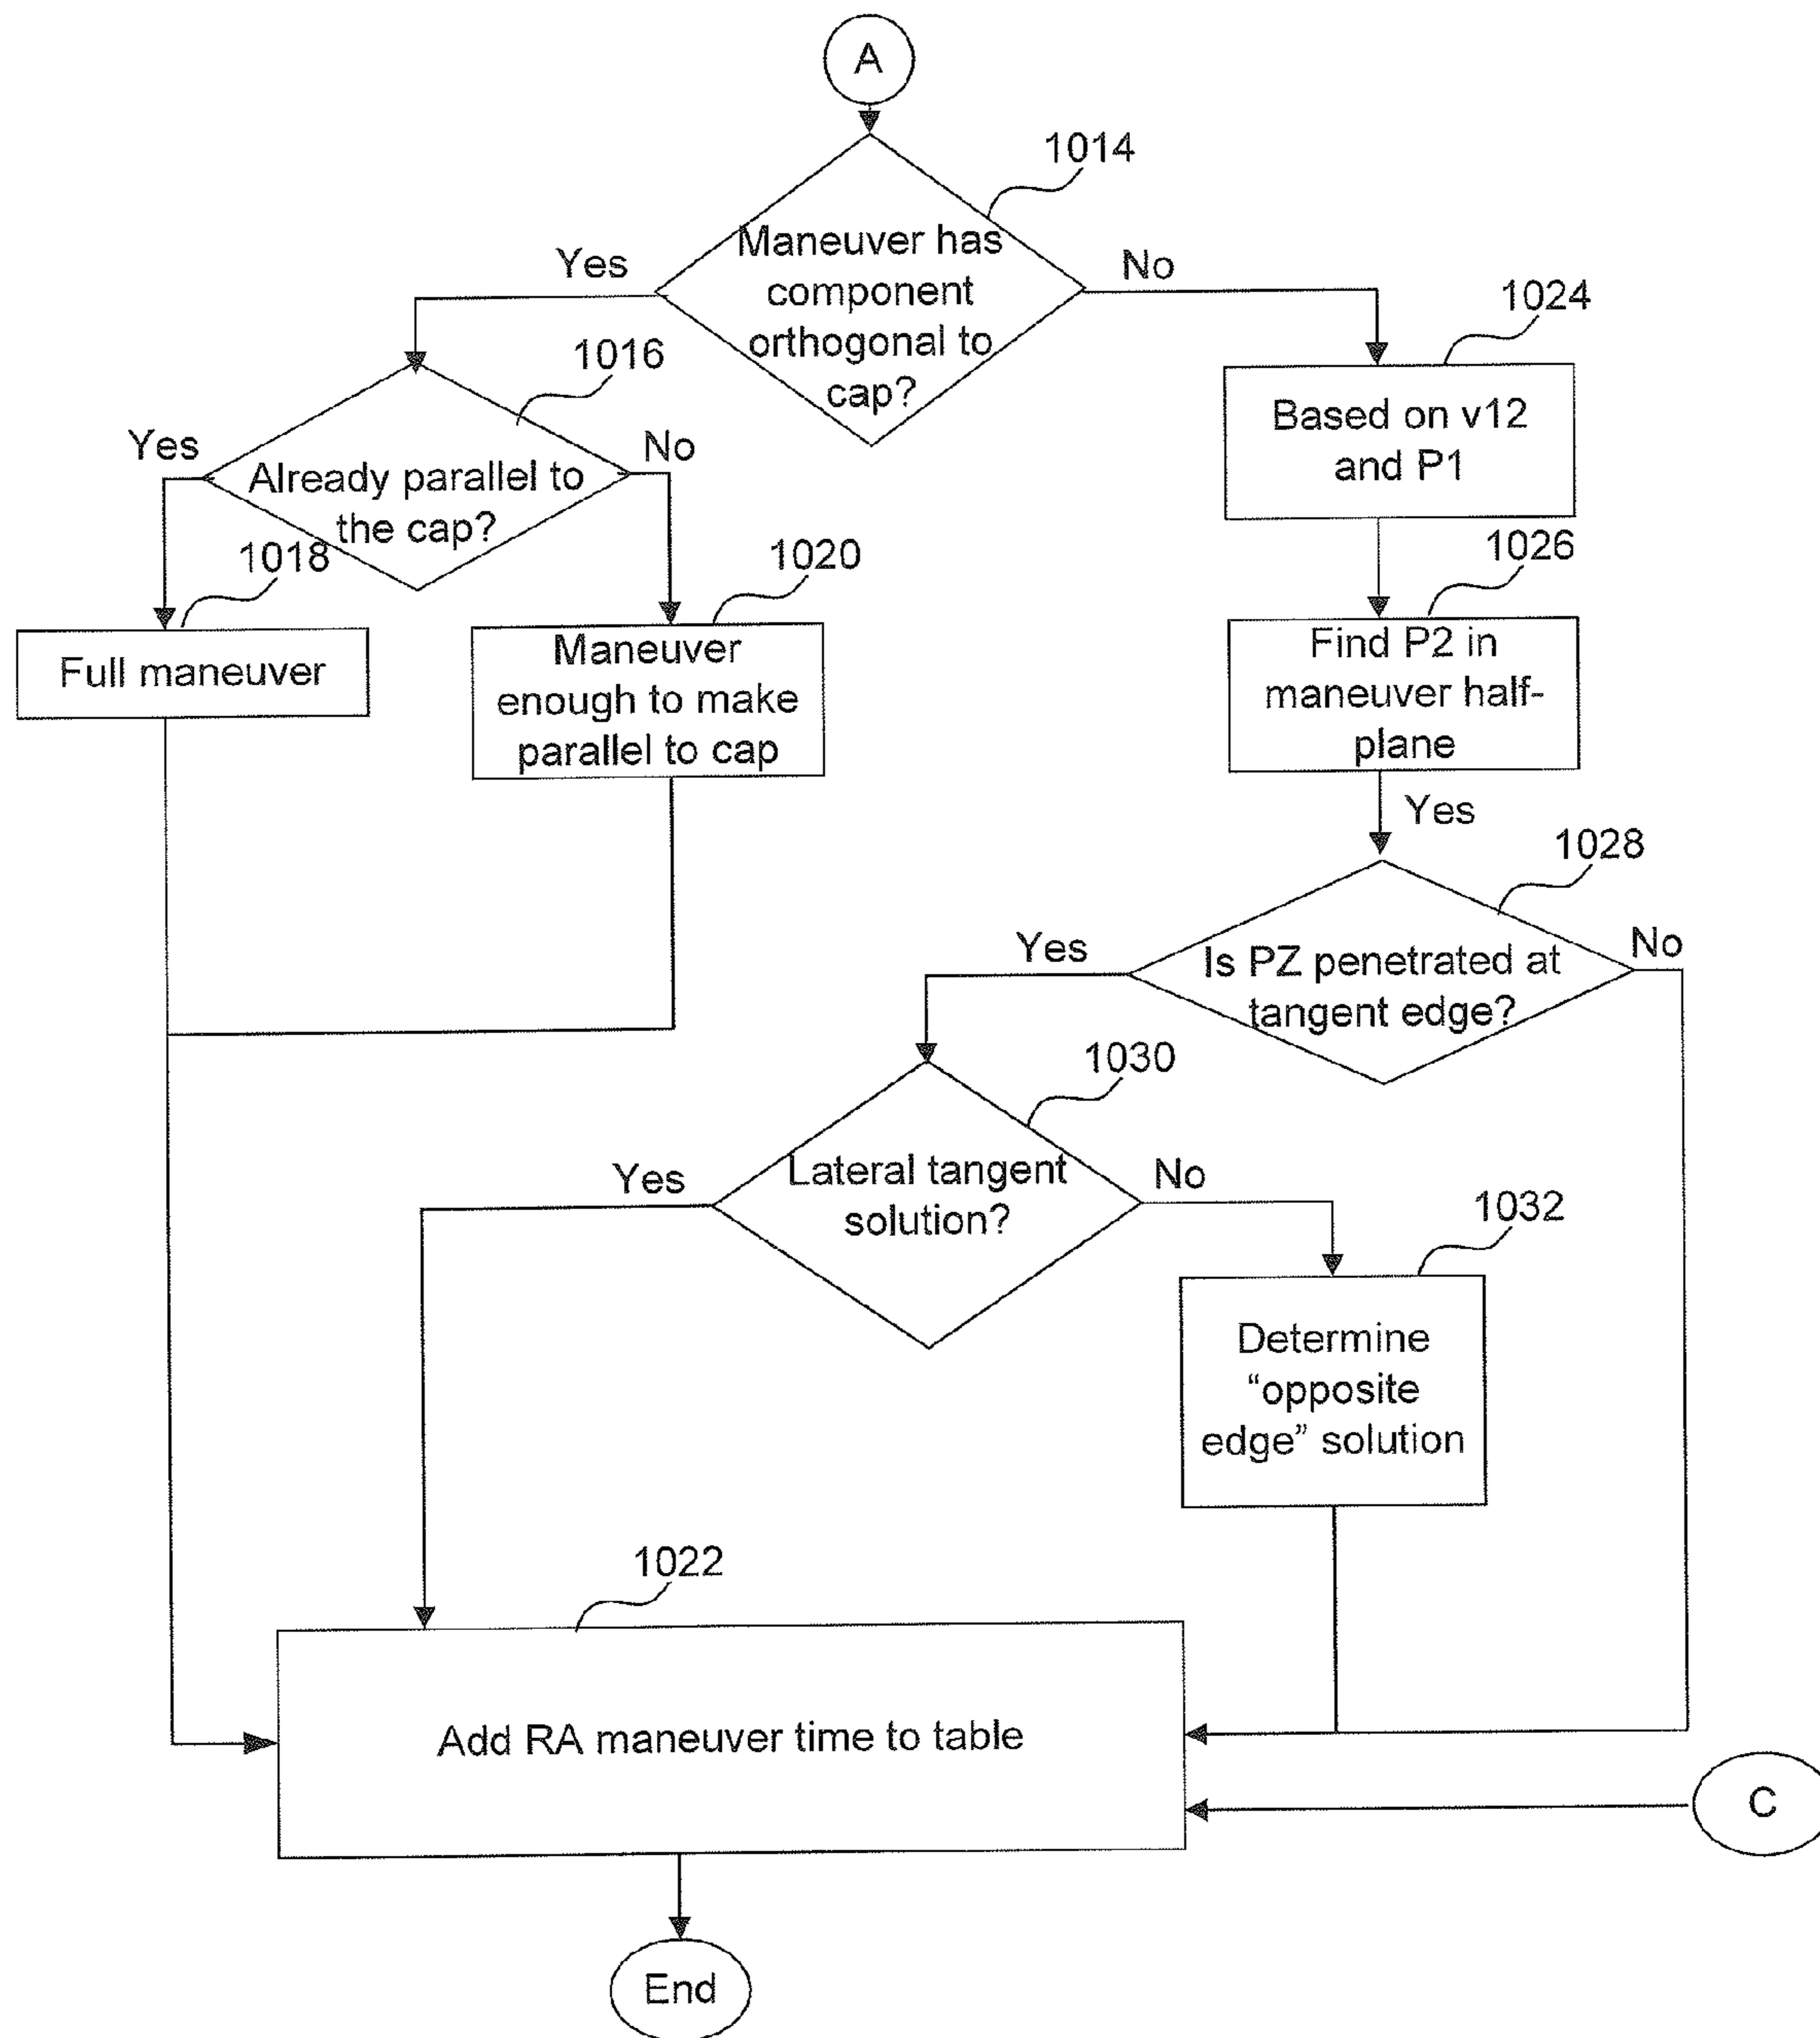 A
1014
Maneuver has
component
orthogonal to
cap?
Yes
No
1016
Already parallel to
the cap?
Yes
No
1018
Full maneuver
1020
Maneuver
enough to make
parallel to cap
1024
Based on v12
and P1
1026
Find P2 in
maneuver half-
plane
Yes
1028
Is PZ penetrated at
tangent edge?
Yes
No
1030
Lateral tangent
solution?
Yes
No
1032
Determine
“opposite
edge” solution
1022
Add RA maneuver time to table
C
End